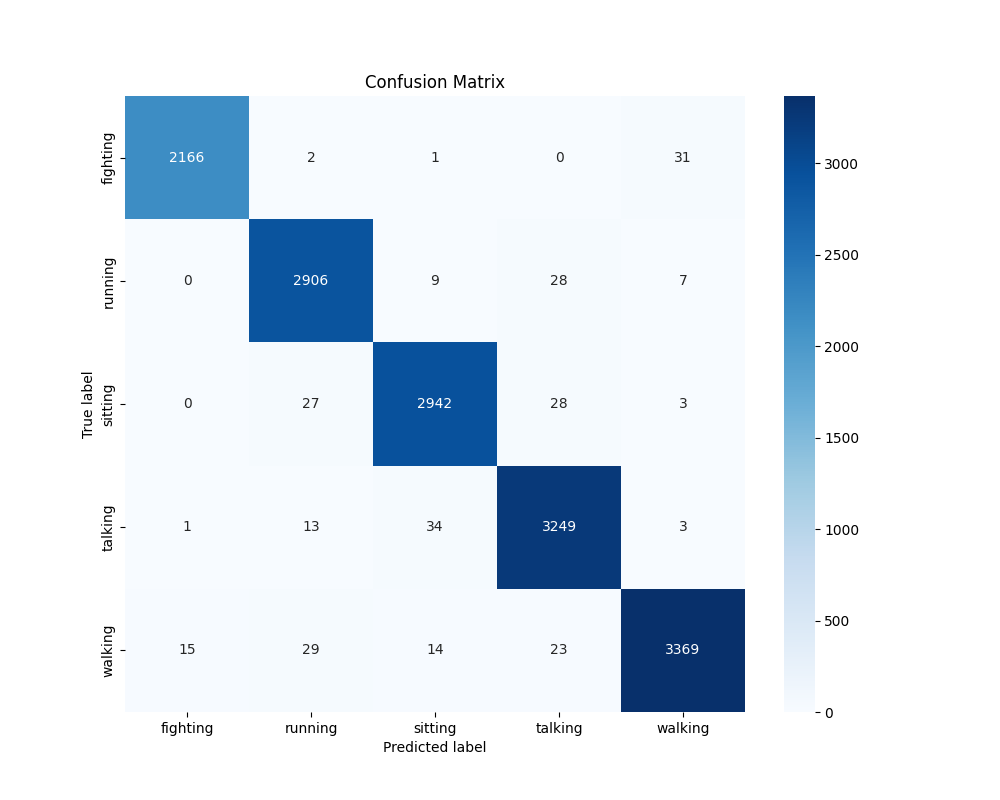 Confusion Matrix
fighting 2166 2 1 0 31
running 0 2906 9 28 7
sitting 0 27 2942 28 3
talking 1 13 34 3249 3
walking 15 29 14 23 3369
True label
fighting running sitting talking walking
Predicted label
3000
2500
2000
1500
1000
500
0